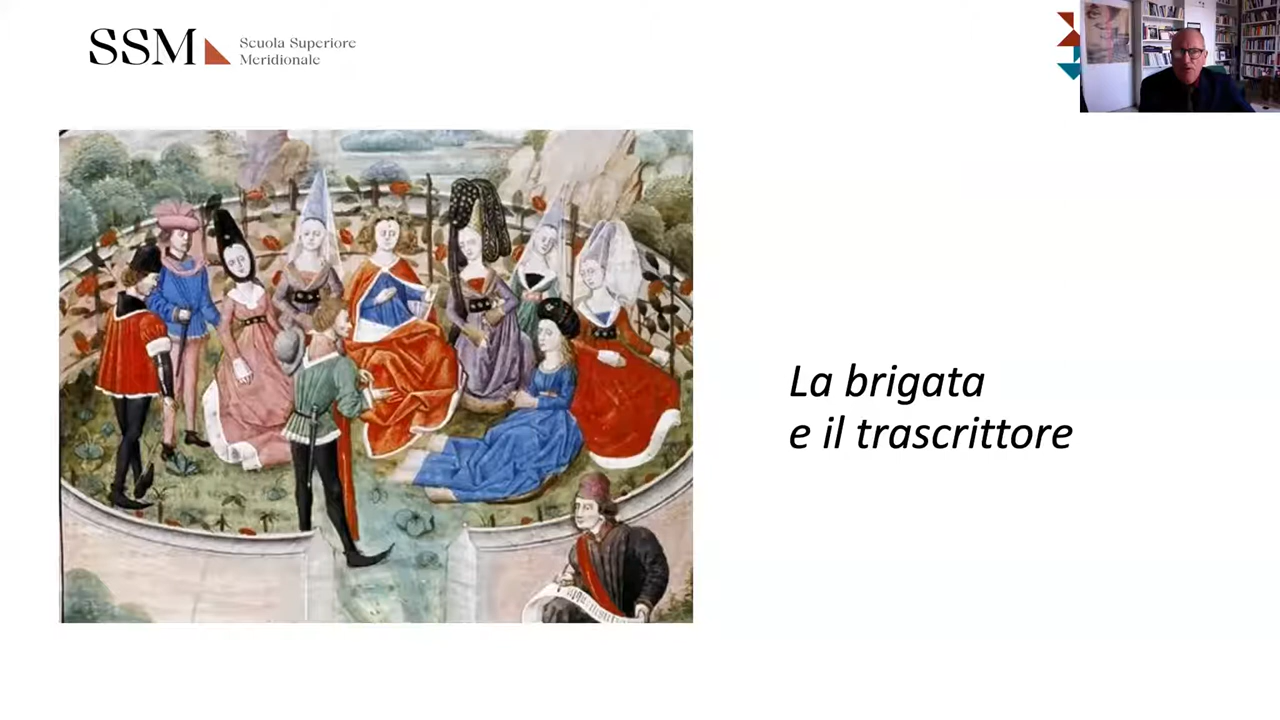 SSM
Scuola Superiore
Meridionale
La brigata
e il trascrittore